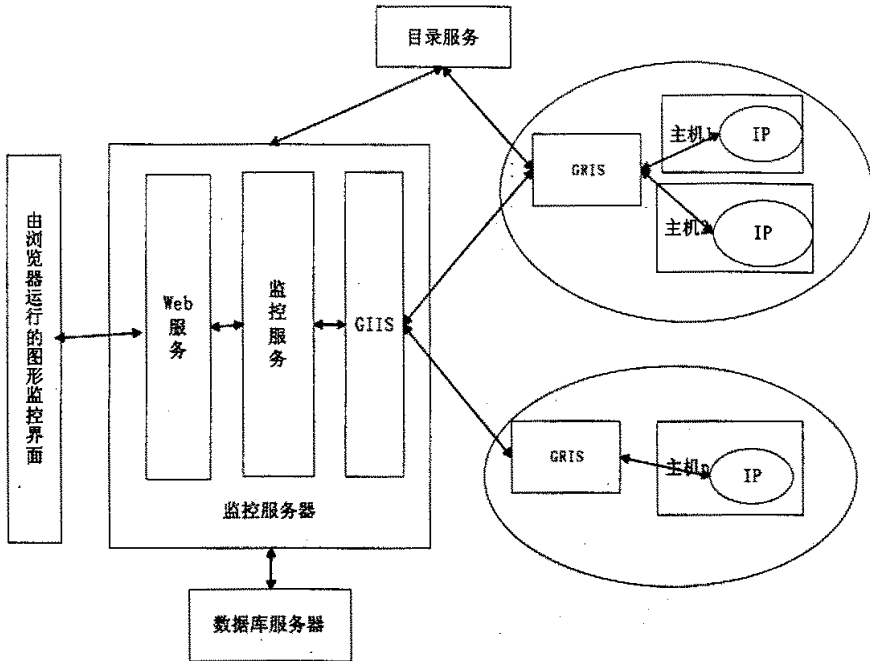 目录服务
主机1
IP
GRIS
主机2
IP
由浏览器运行的图形监控界面
Web
服务
监控服务
GIIS
监控服务器
GRIS
主机n
IP
数据库服务器